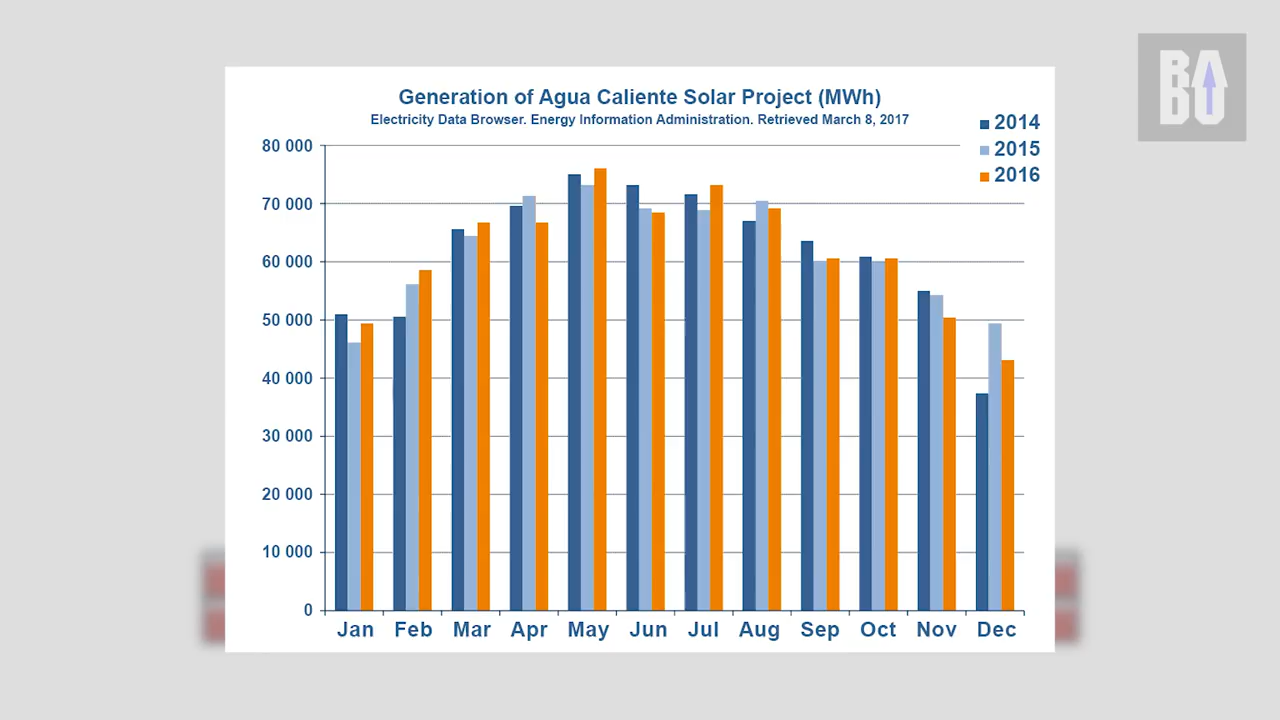 BA
DU
Generation of Agua Caliente Solar Project (MWh)
Electricity Data Browser. Energy Information Administration. Retrieved March 8, 2017
2014
2015
2016
80 000
70 000
60 000
50 000
40 000
30 000
20 000
10 000
0
Jan Feb Mar Apr May Jun Jul Aug Sep Oct Nov Dec